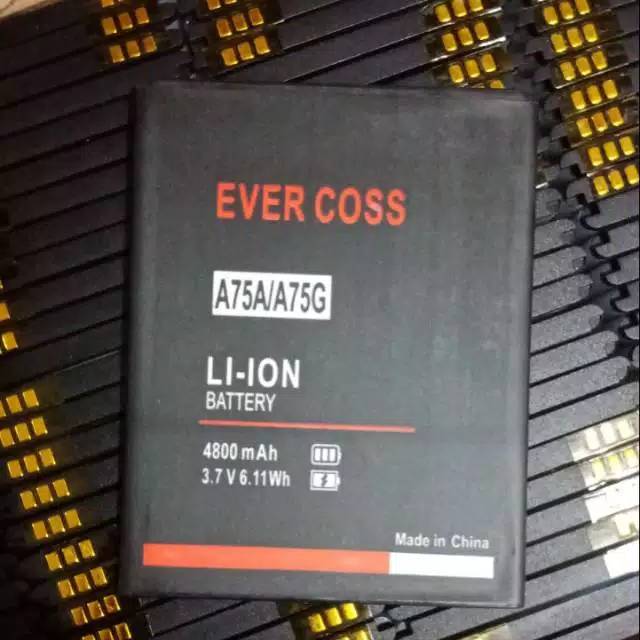 EVER COSS
A75A/A75G
LI-ION
BATTERY
4800 mAh
3.7 V 6.11Wh
Made in China